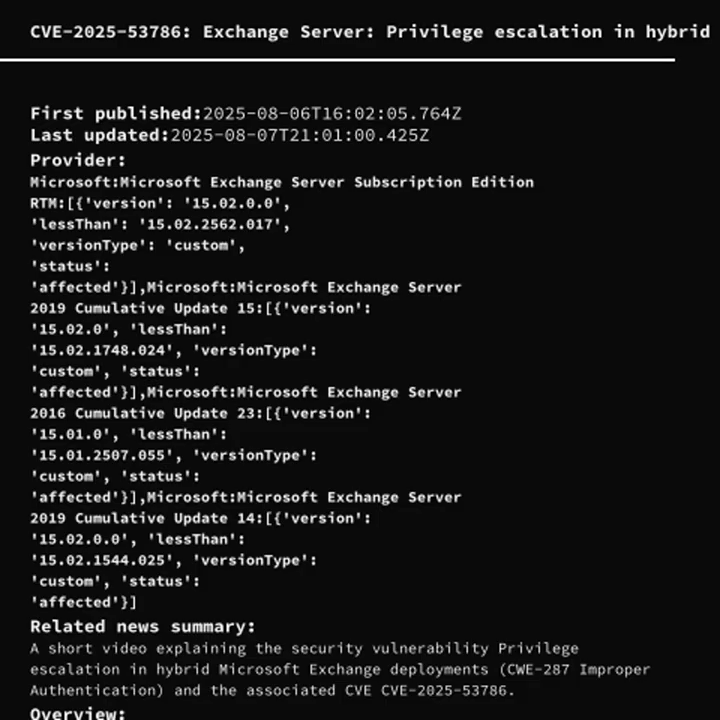 CVE-2025-53786: Exchange Server: Privilege escalation in hybrid
First published:2025-08-06T16:02:05.764Z
Last updated:2025-08-07T21:01:00.425Z
Provider:
Microsoft:Microsoft Exchange Server Subscription Edition
RTM:[{'version': '15.02.0.0',
'lessThan': '15.02.2562.017',
'versionType': 'custom',
'status':
'affected'}],Microsoft:Microsoft Exchange Server
2019 Cumulative Update 15:[{'version':
'15.02.0', 'lessThan':
'15.02.1748.024', 'versionType':
'custom', 'status':
'affected'}],Microsoft:Microsoft Exchange Server
2016 Cumulative Update 23:[{'version':
'15.01.0', 'lessThan':
'15.01.2507.055', 'versionType':
'custom', 'status':
'affected'}],Microsoft:Microsoft Exchange Server
2019 Cumulative Update 14:[{'version':
'15.02.0.0', 'lessThan':
'15.02.1544.025', 'versionType':
'custom', 'status':
'affected'}]
Related news summary:
A short video explaining the security vulnerability Privilege
escalation in hybrid Microsoft Exchange deployments (CWE-287 Improper
Authentication) and the associated CVE CVE-2025-53786.
Overview: